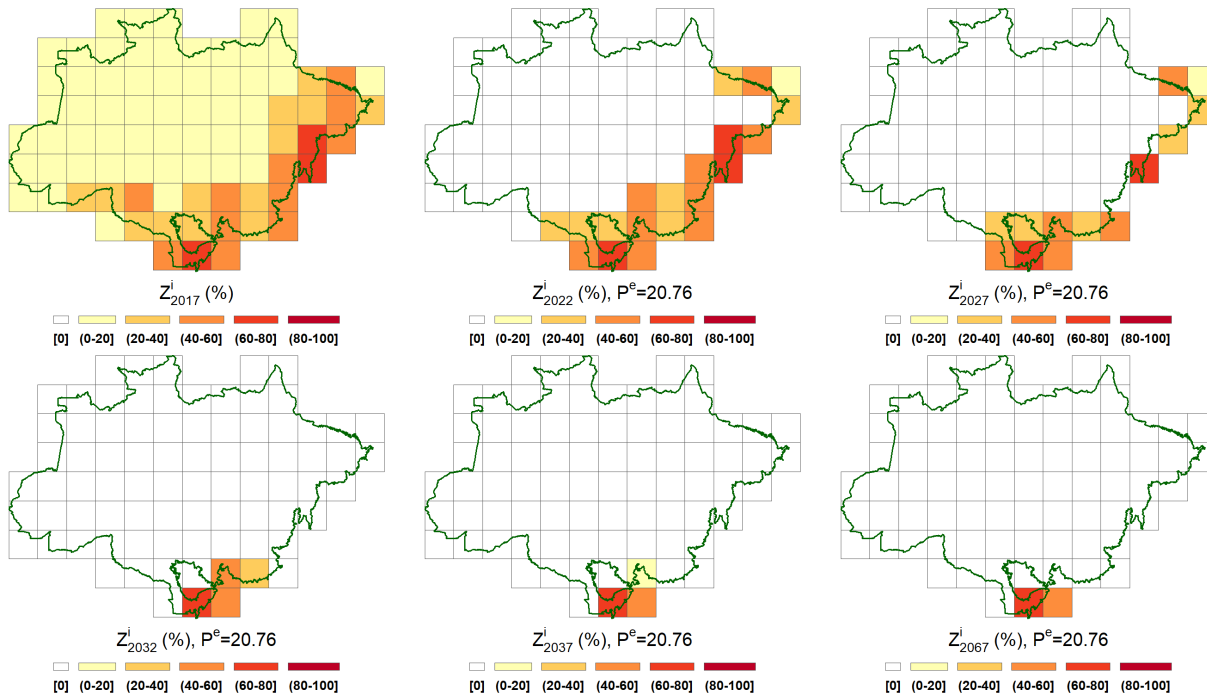 Z^i_2017 (%)
Z^i_2022 (%), P^e=20.76
Z^i_2027 (%), P^e=20.76
[0] (0-20] (20-40] (40-60] (60-80] (80-100]
[0] (0-20] (20-40] (40-60] (60-80] (80-100]
[0] (0-20] (20-40] (40-60] (60-80] (80-100]
Z^i_2032 (%), P^e=20.76
Z^i_2037 (%), P^e=20.76
Z^i_2067 (%), P^e=20.76
[0] (0-20] (20-40] (40-60] (60-80] (80-100]
[0] (0-20] (20-40] (40-60] (60-80] (80-100]
[0] (0-20] (20-40] (40-60] (60-80] (80-100]